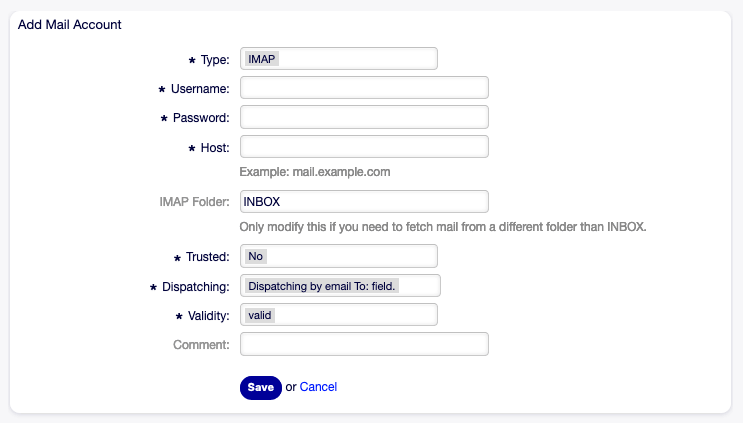 Add Mail Account
* Type: IMAP
* Username:
* Password:
* Host:
Example: mail.example.com
IMAP Folder: INBOX
Only modify this if you need to fetch mail from a different folder than INBOX.
* Trusted: No
* Dispatching: Dispatching by email To: field.
* Validity: valid
Comment:
Save or Cancel